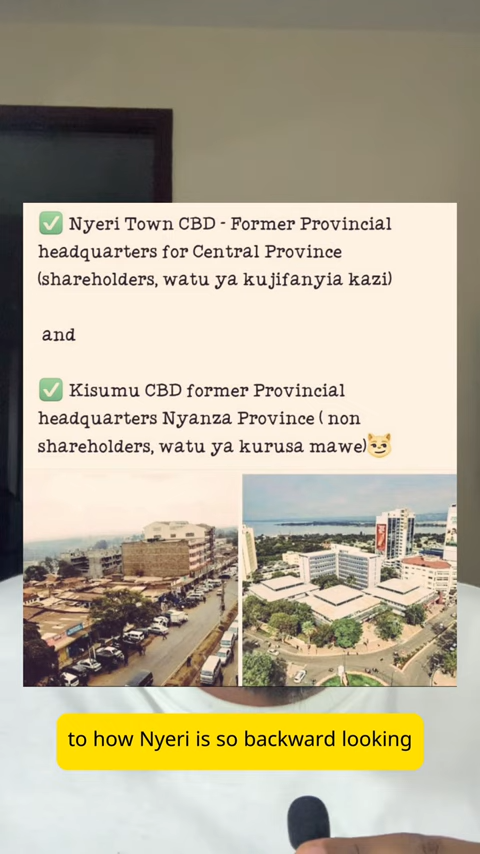 ✅ Nyeri Town CBD - Former Provincial
headquarters for Central Province
(shareholders, watu ya kujifanyia kazi)
and
✅ Kisumu CBD former Provincial
headquarters Nyanza Province ( non
shareholders, watu ya kurusa mawe)😼
to how Nyeri is so backward looking